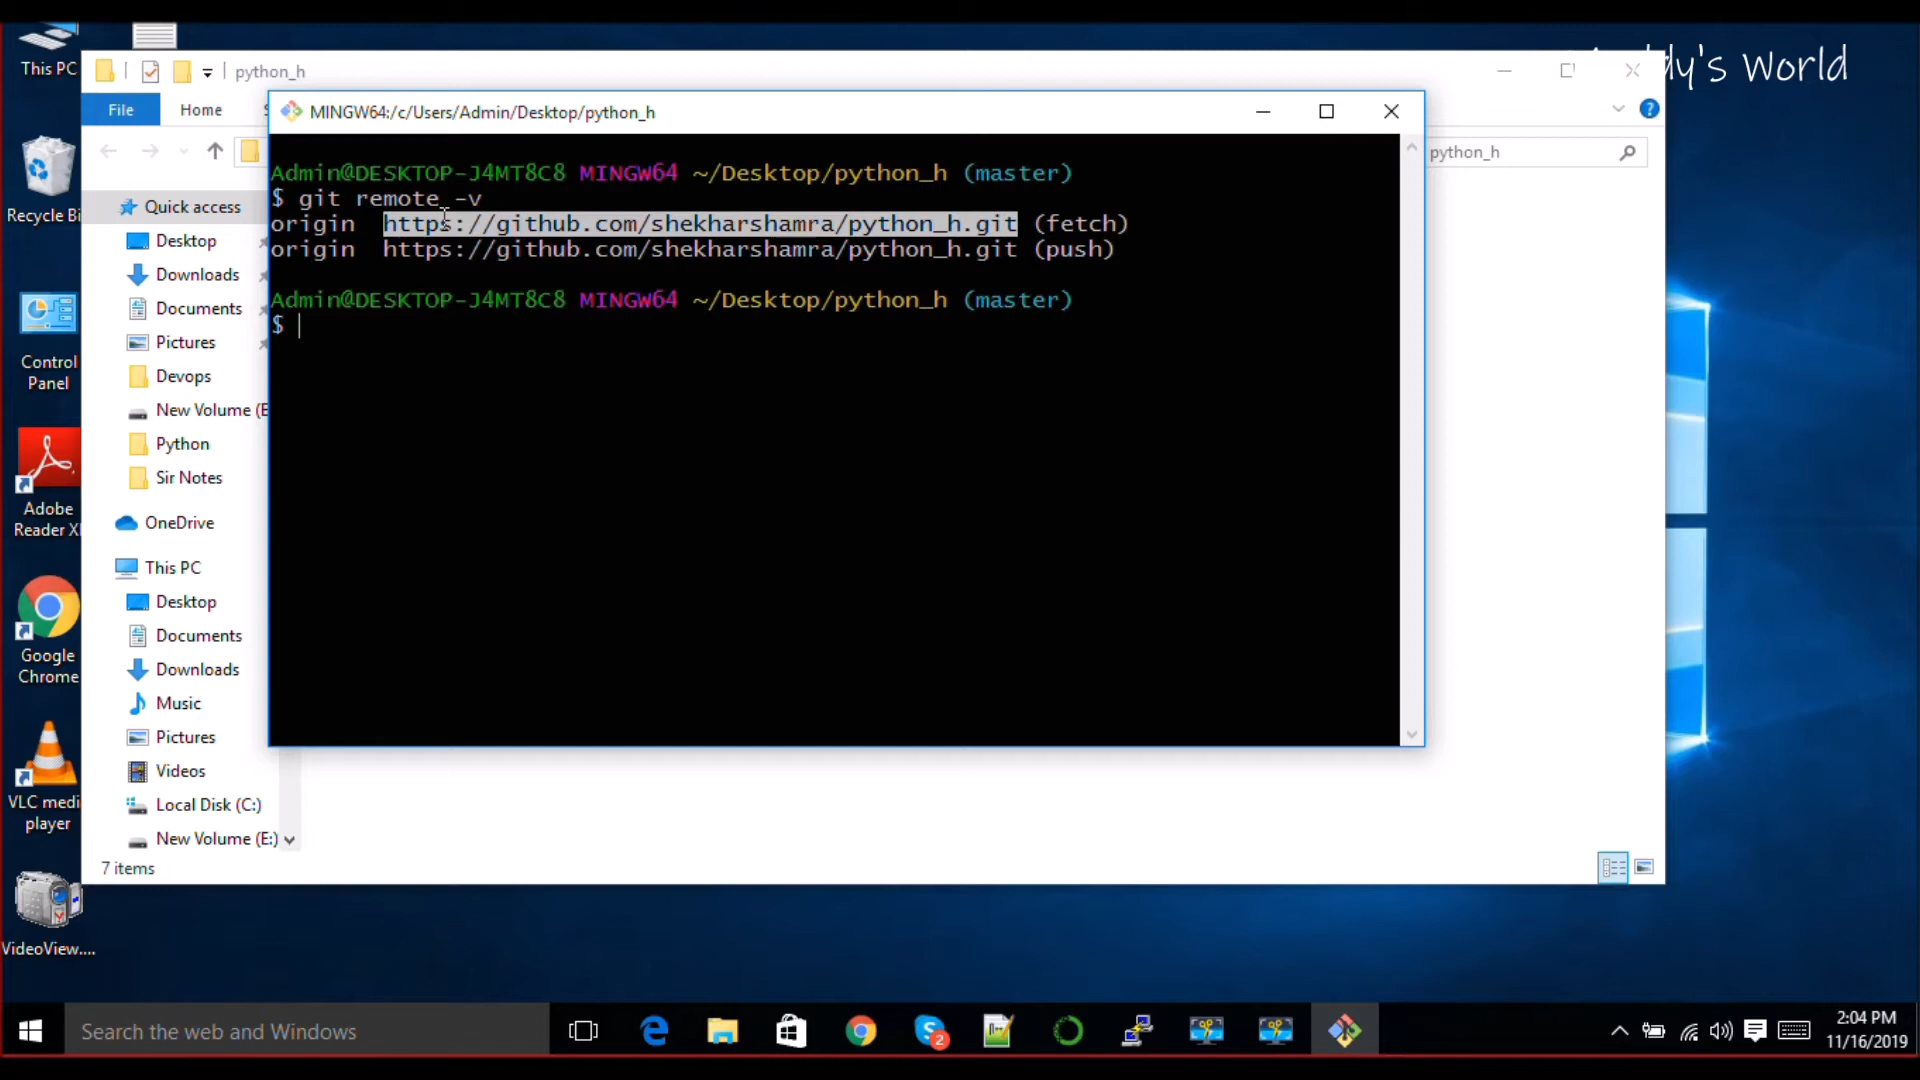 This PC
python_h
dy's World
File
Home
MINGW64:/c/Users/Admin/Desktop/python_h
python_h
Admin@DESKTOP-J4MT8C8 MINGW64 ~/Desktop/python_h (master)
$ git remote -v
origin https://github.com/shekharshamra/python_h.git (fetch)
origin https://github.com/shekharshamra/python_h.git (push)
Admin@DESKTOP-J4MT8C8 MINGW64 ~/Desktop/python_h (master)
$
Recycle Bi
Control
Panel
Adobe
Reader X
Google
Chrome
VLC medi
player
VideoView....
Quick access
Desktop
Downloads
Documents
Pictures
Devops
New Volume (E
Python
Sir Notes
OneDrive
This PC
Desktop
Documents
Downloads
Music
Pictures
Videos
Local Disk (C:)
New Volume (E:)
7 items
Search the web and Windows
2
2:04 PM
11/16/2019